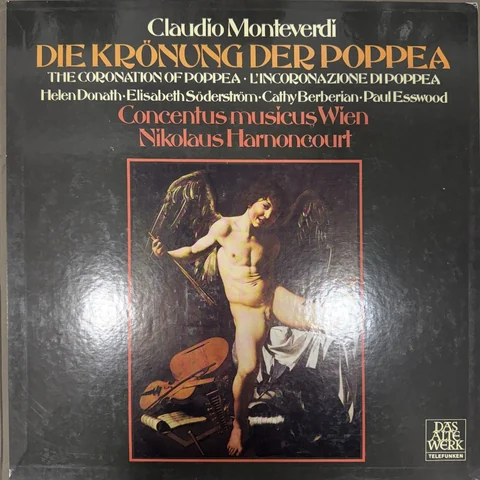 Claudio Monteverdi
DIE KRÖNUNG DER POPPEA
THE CORONATION OF POPPEA · L'INCORONAZIONE DI POPPEA
Helen Donath · Elisabeth Söderström · Cathy Berberian · Paul Esswood
Concentus musicus Wien
Nikolaus Harnoncourt
DAS
ALTE
WERK
TELEFUNKEN